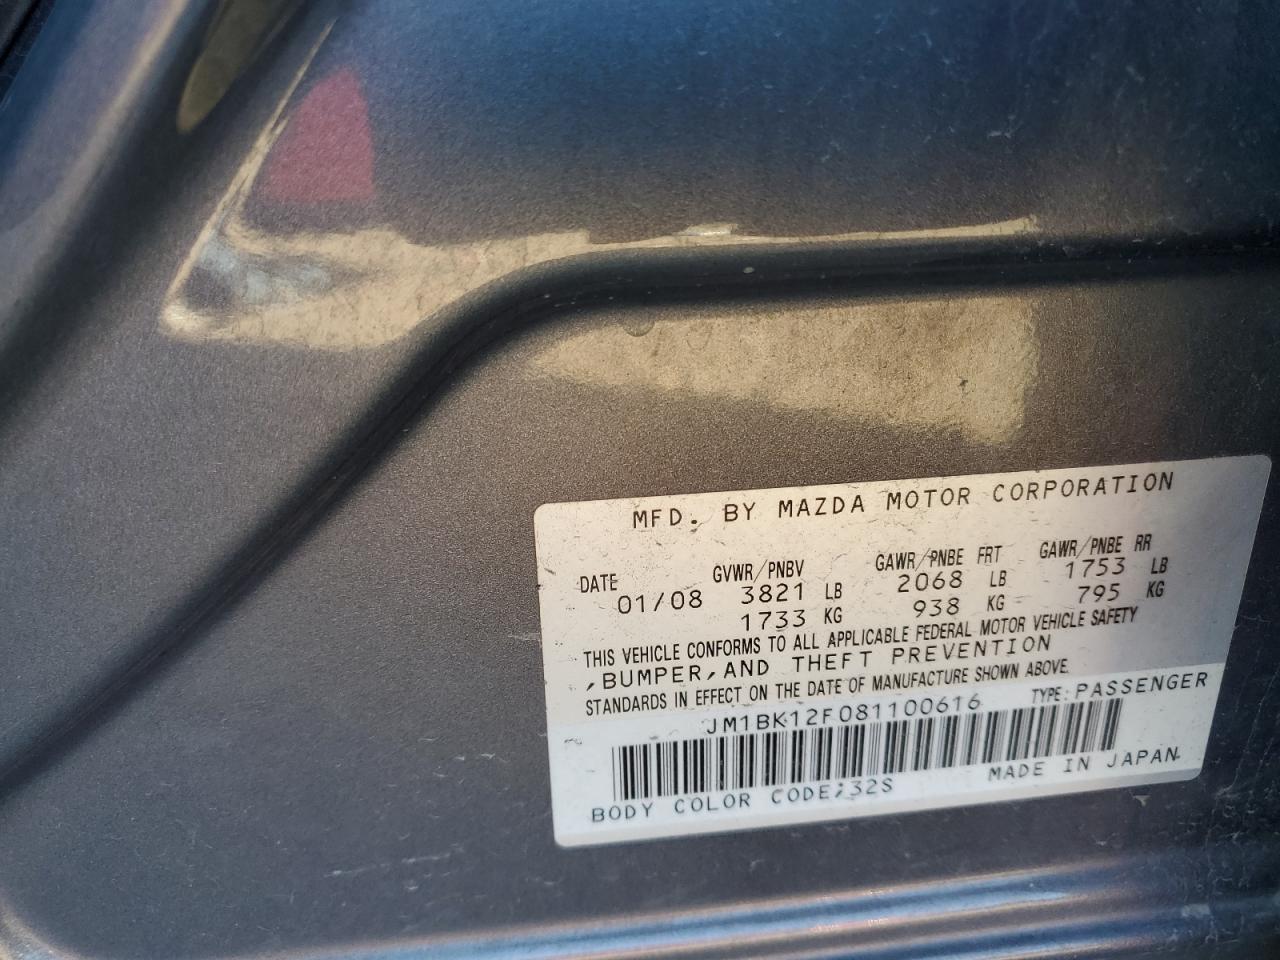 MFD. BY MAZDA MOTOR CORPORATION
DATE GVWR/PNBV GAWR/PNBE FRT GAWR/PNBE RR
01/08 3821 LB 2068 LB 1753 LB
1733 KG 938 KG 795 KG
THIS VEHICLE CONFORMS TO ALL APPLICABLE FEDERAL MOTOR VEHICLE SAFETY
,BUMPER,AND THEFT PREVENTION
STANDARDS IN EFFECT ON THE DATE OF MANUFACTURE SHOWN ABOVE.
JM1BK12F081100616 TYPE:PASSENGER
BODY COLOR CODE;32S MADE IN JAPAN